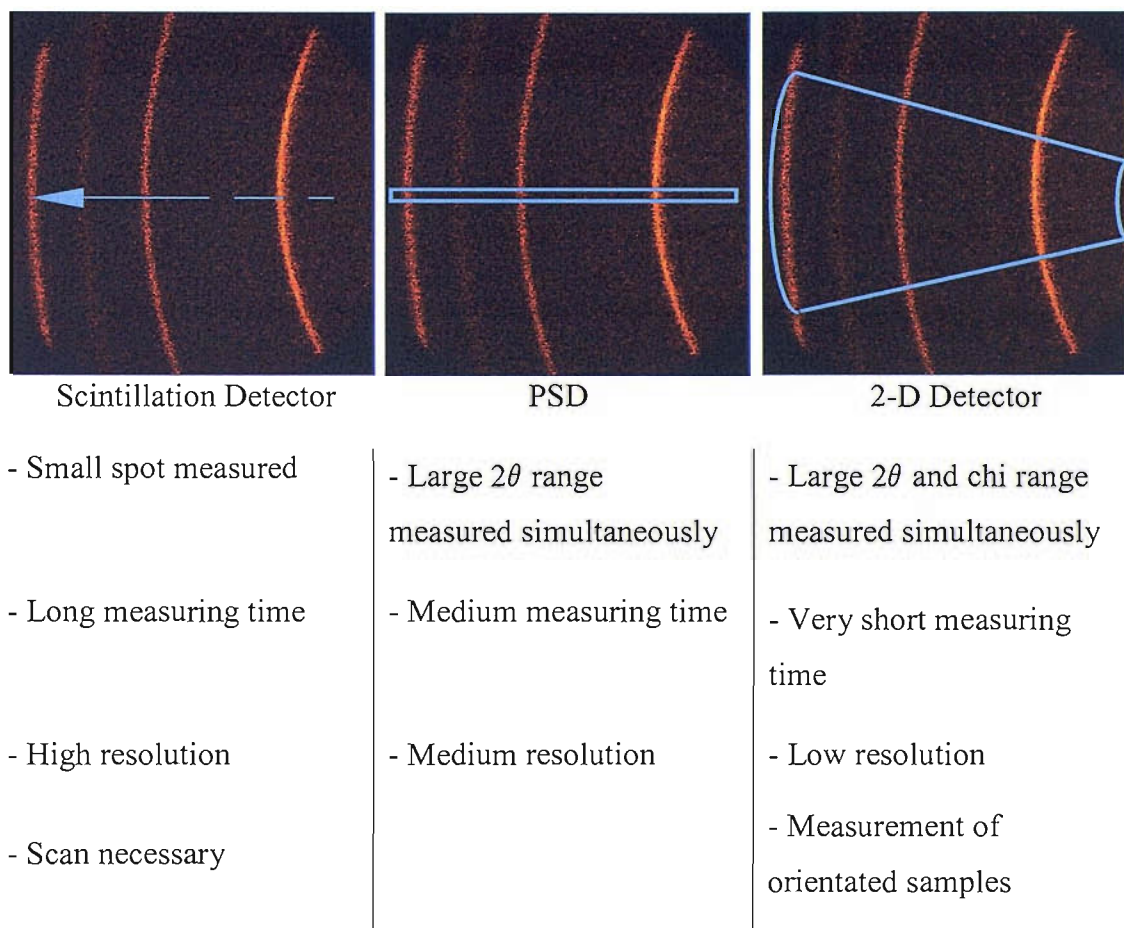 Scintillation Detector
PSD
2-D Detector
- Small spot measured
- Long measuring time
- High resolution
- Scan necessary
- Large 2θ range
measured simultaneously
- Medium measuring time
- Medium resolution
- Large 2θ and chi range
measured simultaneously
- Very short measuring
time
- Low resolution
- Measurement of
orientated samples